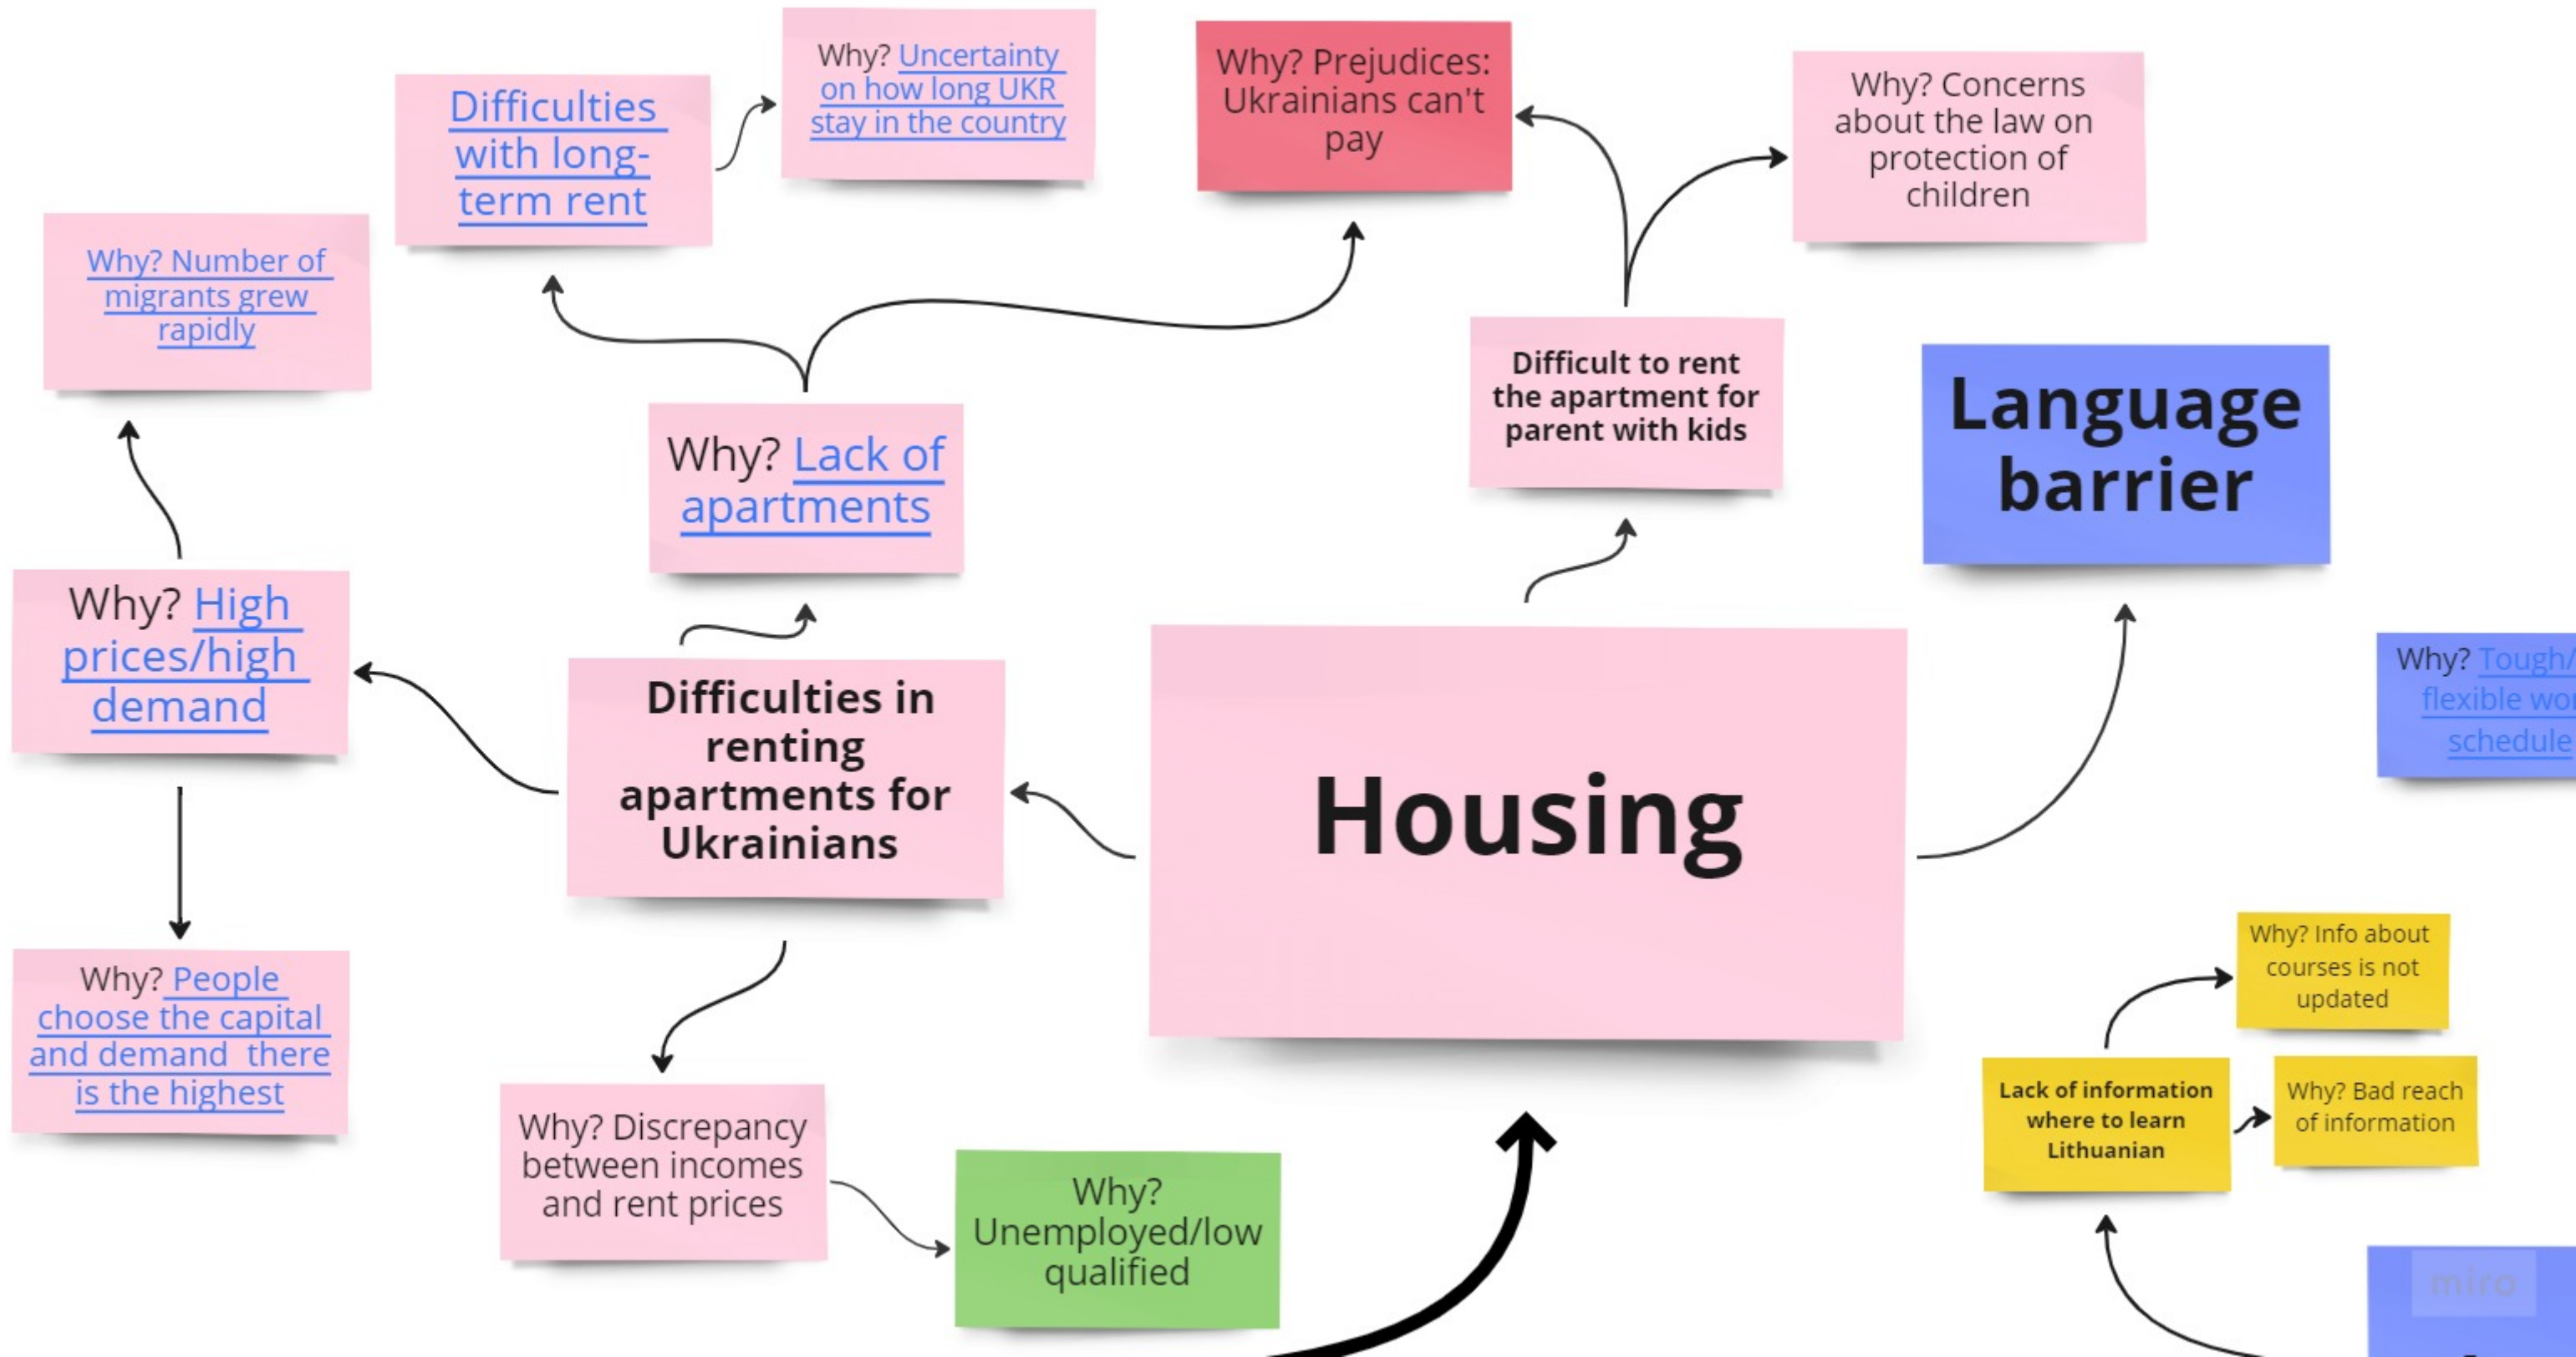 Why? Uncertainty
on how long UKR
stay in the country
Why? Prejudices:
Ukrainians can't
pay
Why? Concerns
about the law on
protection of
children
Difficulties
with long-
term rent
Why? Number of
migrants grew
rapidly
Difficult to rent
the apartment for
parent with kids
Language
barrier
Why? Lack of
apartments
Why? High
prices/high
demand
Difficulties in
renting
apartments for
Ukrainians
Housing
Why? Tough/
flexible
schedule
Why? People
choose the capital
and demand  there
is the highest
Why? Info about
courses is not
updated
Lack of information
where to learn
Lithuanian
Why? Bad reach
of information
Why? Discrepancy
between incomes
and rent prices
Why?
Unemployed/low
qualified
miro